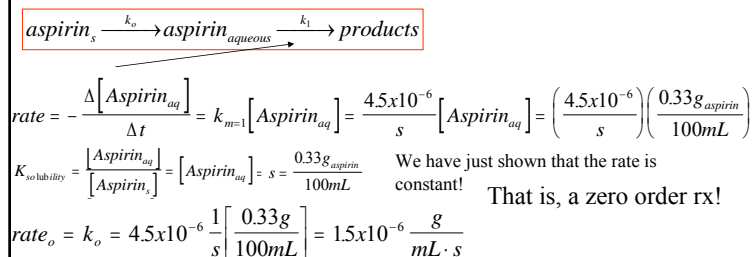 aspirin_s —k_o→ aspirin_aqueous —k_1→ products
rate = − Δ[Aspirin_aq] / Δt = k_{m=1}[Aspirin_aq] = 4.5x10^{-6} / s [Aspirin_aq] = (4.5x10^{-6} / s)(0.33g_aspirin / 100mL)
K_solubility = [Aspirin_aq] / [Aspirin_s] = [Aspirin_aq] = s = 0.33g_aspirin / 100mL We have just shown that the rate is
constant! That is, a zero order rx!
rate_o = k_o = 4.5x10^{-6} 1/s [0.33g / 100mL] = 1.5x10^{-6} g / mL · s